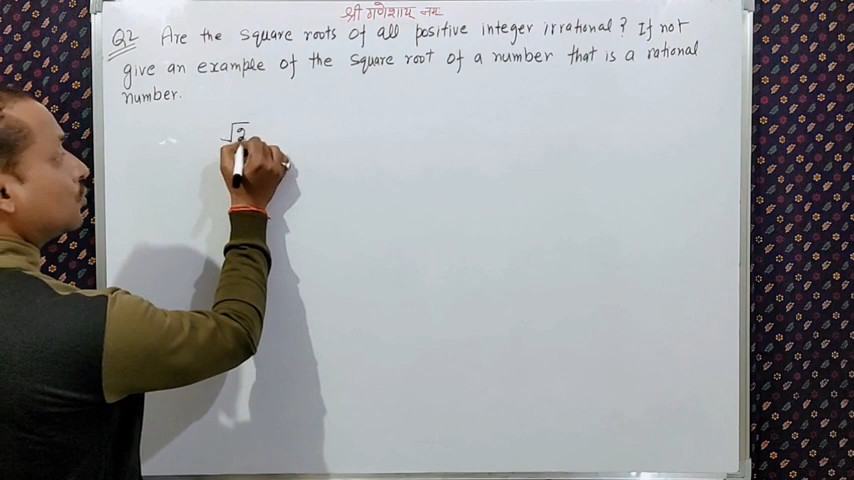 श्री गणेशाय नमः
Q2 Are the square roots of all positive integer irrational? If not
give an example of the square root of a number that is a rational
number.
√2